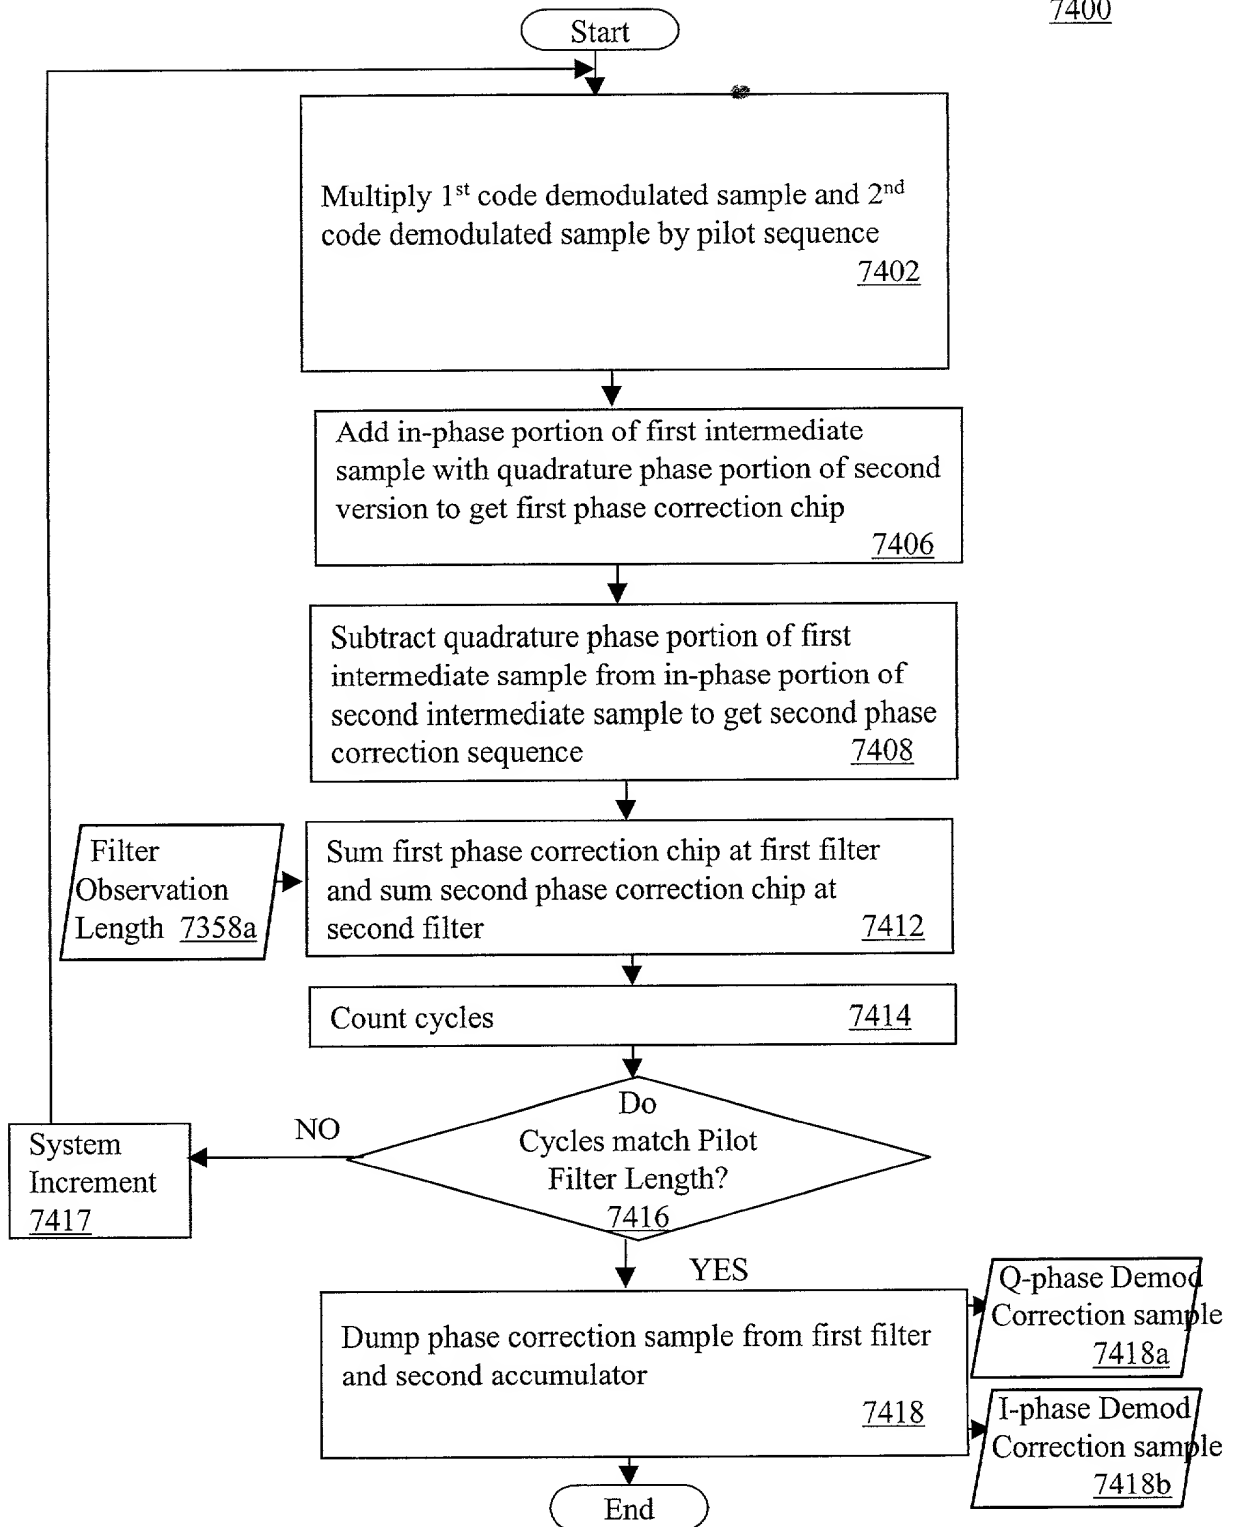 7400
Start
Multiply 1st code demodulated sample and 2nd
code demodulated sample by pilot sequence
7402
Add in-phase portion of first intermediate
sample with quadrature phase portion of second
version to get first phase correction chip
7406
Subtract quadrature phase portion of first
intermediate sample from in-phase portion of
second intermediate sample to get second phase
correction sequence 7408
Filter
Observation
Length 7358a
Sum first phase correction chip at first filter
and sum second phase correction chip at
second filter 7412
Count cycles 7414
Do
Cycles match Pilot
Filter Length?
7416
NO
System
Increment
7417
YES
Dump phase correction sample from first filter
and second accumulator
7418
Q-phase Demod
Correction sample
7418a
I-phase Demod
Correction sample
7418b
End